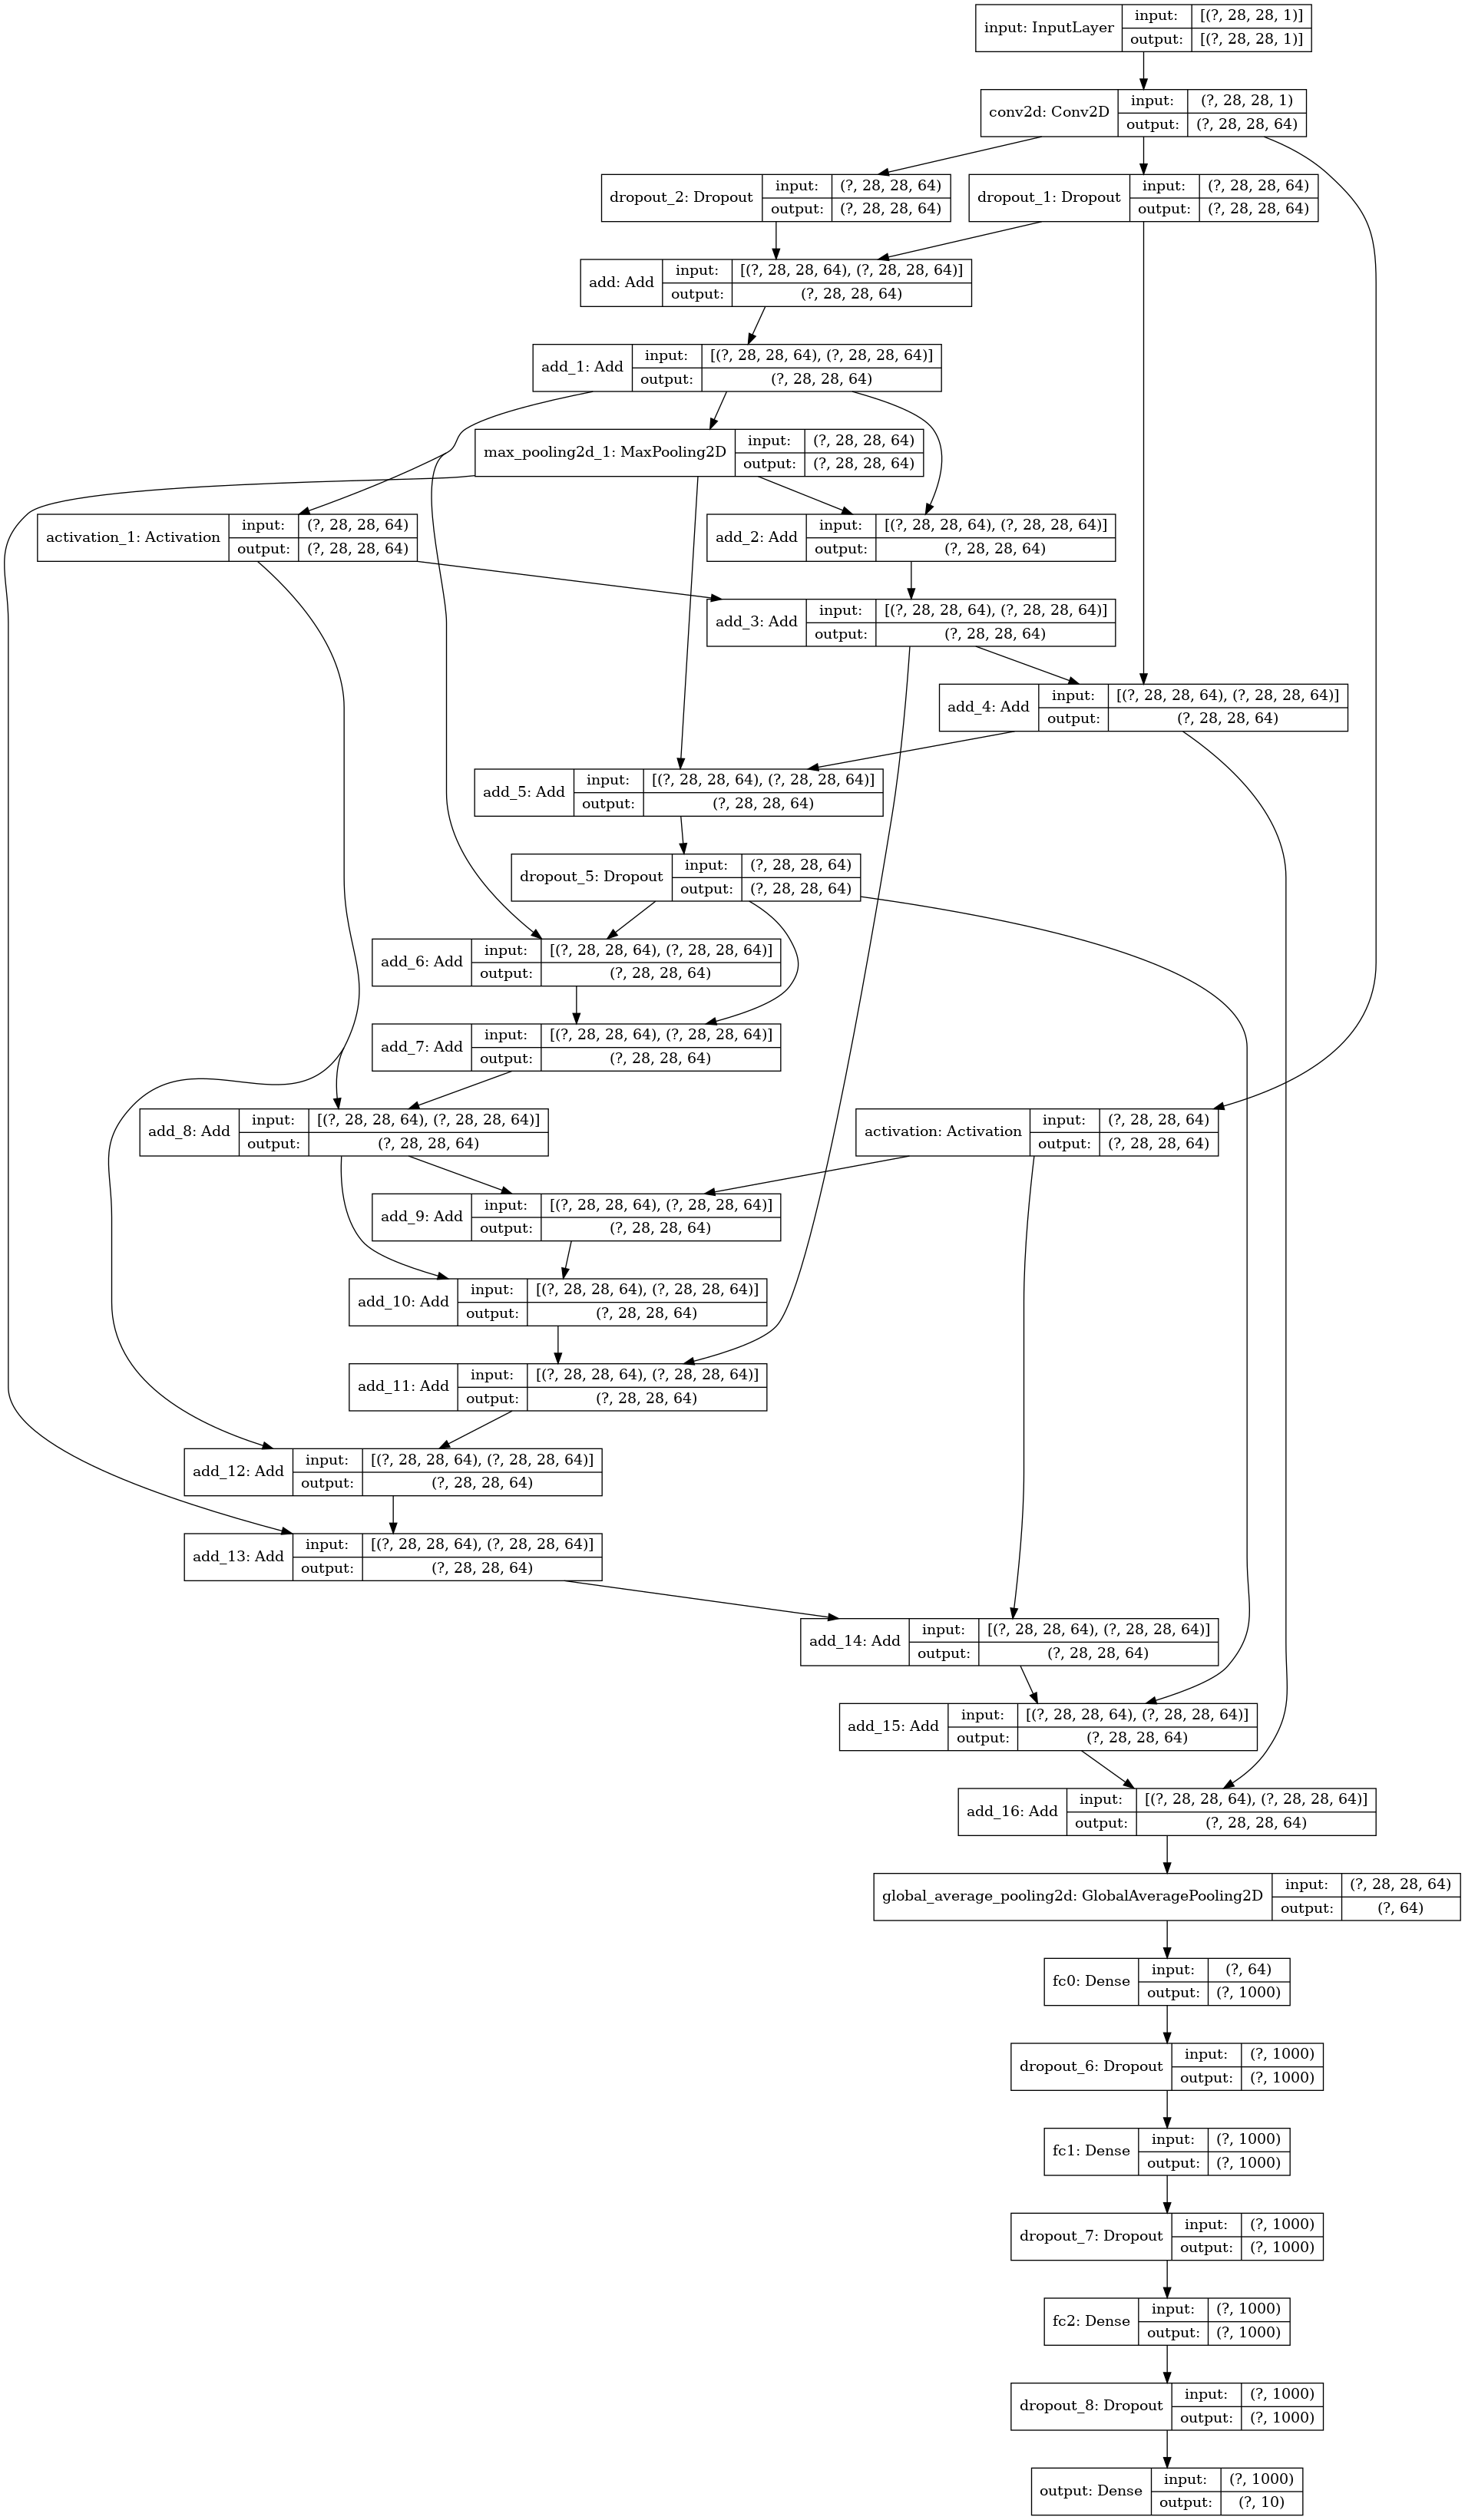 input: InputLayer input: [(?, 28, 28, 1)]
output: [(?, 28, 28, 1)]
conv2d: Conv2D input: (?, 28, 28, 1)
output: (?, 28, 28, 64)
dropout_2: Dropout input: (?, 28, 28, 64)
output: (?, 28, 28, 64)
dropout_1: Dropout input: (?, 28, 28, 64)
output: (?, 28, 28, 64)
add: Add input: [(?, 28, 28, 64), (?, 28, 28, 64)]
output: (?, 28, 28, 64)
add_1: Add input: [(?, 28, 28, 64), (?, 28, 28, 64)]
output: (?, 28, 28, 64)
max_pooling2d_1: MaxPooling2D input: (?, 28, 28, 64)
output: (?, 28, 28, 64)
activation_1: Activation input: (?, 28, 28, 64)
output: (?, 28, 28, 64)
add_2: Add input: [(?, 28, 28, 64), (?, 28, 28, 64)]
output: (?, 28, 28, 64)
add_3: Add input: [(?, 28, 28, 64), (?, 28, 28, 64)]
output: (?, 28, 28, 64)
add_4: Add input: [(?, 28, 28, 64), (?, 28, 28, 64)]
output: (?, 28, 28, 64)
add_5: Add input: [(?, 28, 28, 64), (?, 28, 28, 64)]
output: (?, 28, 28, 64)
dropout_5: Dropout input: (?, 28, 28, 64)
output: (?, 28, 28, 64)
add_6: Add input: [(?, 28, 28, 64), (?, 28, 28, 64)]
output: (?, 28, 28, 64)
add_7: Add input: [(?, 28, 28, 64), (?, 28, 28, 64)]
output: (?, 28, 28, 64)
add_8: Add input: [(?, 28, 28, 64), (?, 28, 28, 64)]
output: (?, 28, 28, 64)
activation: Activation input: (?, 28, 28, 64)
output: (?, 28, 28, 64)
add_9: Add input: [(?, 28, 28, 64), (?, 28, 28, 64)]
output: (?, 28, 28, 64)
add_10: Add input: [(?, 28, 28, 64), (?, 28, 28, 64)]
output: (?, 28, 28, 64)
add_11: Add input: [(?, 28, 28, 64), (?, 28, 28, 64)]
output: (?, 28, 28, 64)
add_12: Add input: [(?, 28, 28, 64), (?, 28, 28, 64)]
output: (?, 28, 28, 64)
add_13: Add input: [(?, 28, 28, 64), (?, 28, 28, 64)]
output: (?, 28, 28, 64)
add_14: Add input: [(?, 28, 28, 64), (?, 28, 28, 64)]
output: (?, 28, 28, 64)
add_15: Add input: [(?, 28, 28, 64), (?, 28, 28, 64)]
output: (?, 28, 28, 64)
add_16: Add input: [(?, 28, 28, 64), (?, 28, 28, 64)]
output: (?, 28, 28, 64)
global_average_pooling2d: GlobalAveragePooling2D input: (?, 28, 28, 64)
output: (?, 64)
fc0: Dense input: (?, 64)
output: (?, 1000)
dropout_6: Dropout input: (?, 1000)
output: (?, 1000)
fc1: Dense input: (?, 1000)
output: (?, 1000)
dropout_7: Dropout input: (?, 1000)
output: (?, 1000)
fc2: Dense input: (?, 1000)
output: (?, 1000)
dropout_8: Dropout input: (?, 1000)
output: (?, 1000)
output: Dense input: (?, 1000)
output: (?, 10)